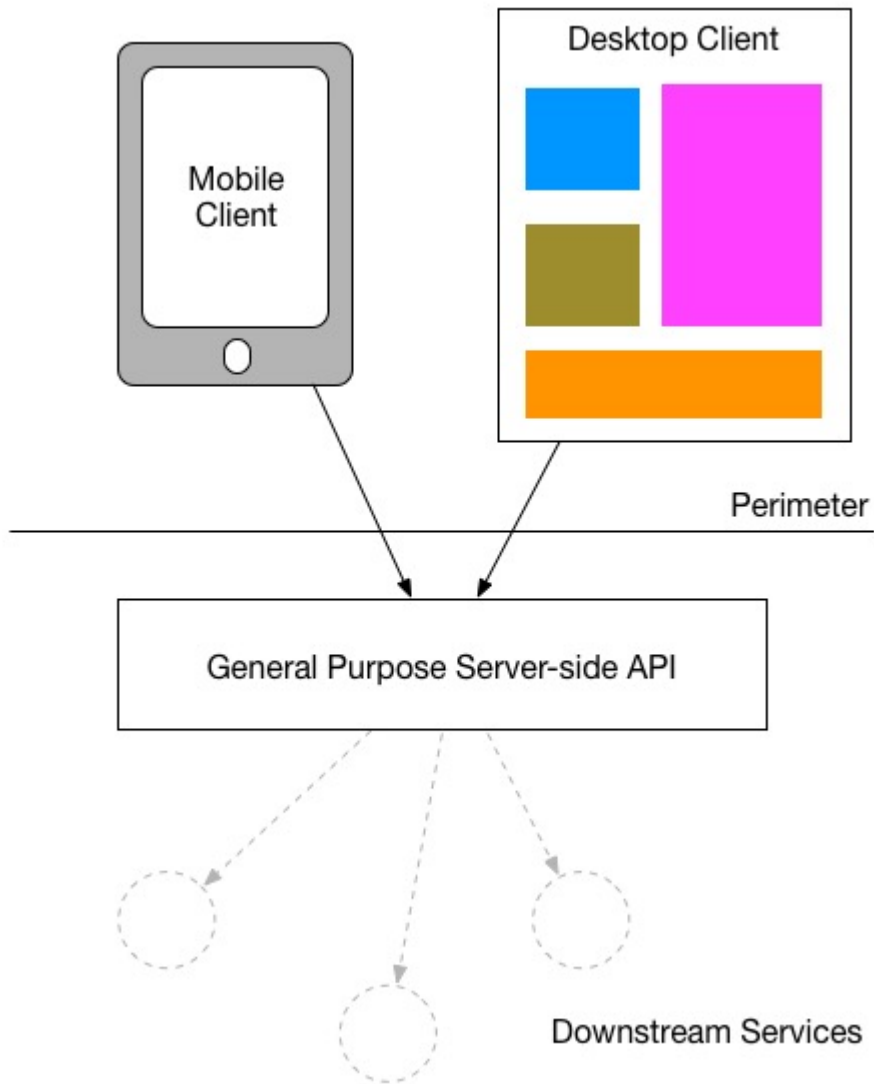 Desktop Client
Mobile
Client
Perimeter
General Purpose Server-side API
Downstream Services